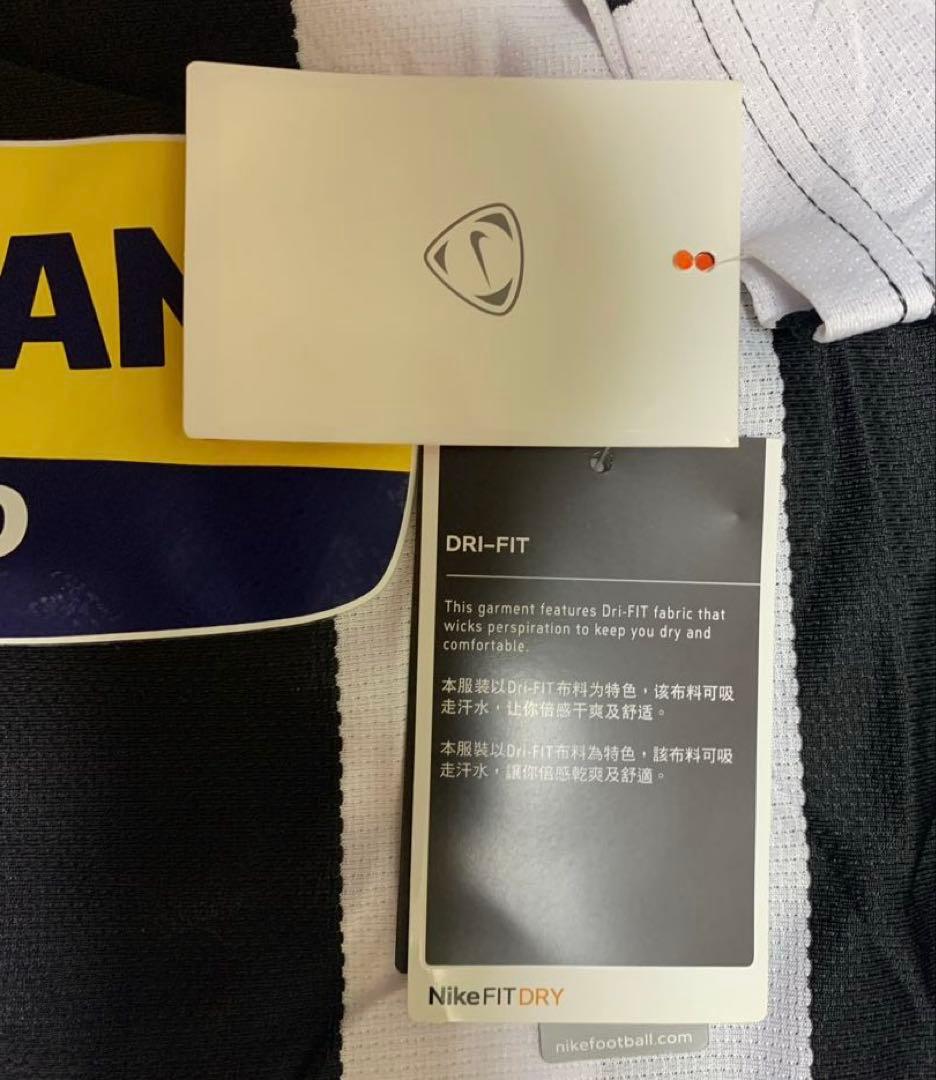 AN
O
DRI-FIT
This garment features Dri-FIT fabric that
wicks perspiration to keep you dry and
comfortable.
本服装以Dri-FIT布料为特色，该布料可吸
走汗水，让你倍感干爽及舒适。
本服裝以Dri-FIT布料為特色，該布料可吸
走汗水，讓你倍感乾爽及舒適。
NikeFITDRY
nikefootball.com